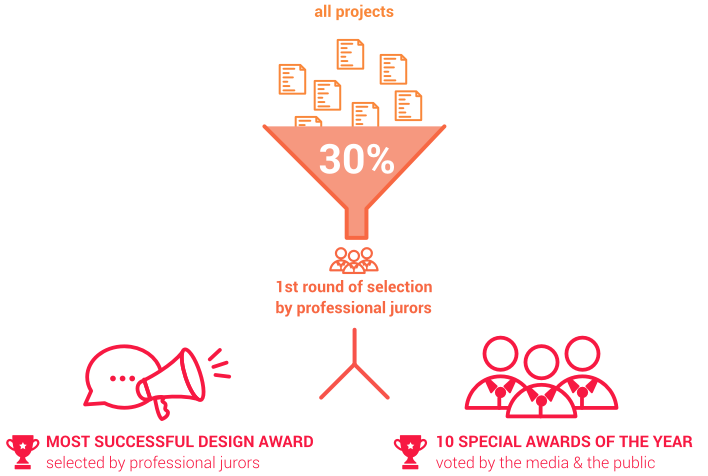 all projects
30%
1st round of selection
by professional jurors
MOST SUCCESSFUL DESIGN AWARD
selected by professional jurors
10 SPECIAL AWARDS OF THE YEAR
voted by the media & the public